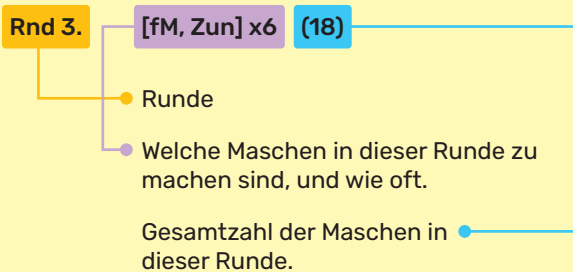 Rnd 3. [fM, Zun] x6 (18)
Runde
Welche Maschen in dieser Runde zu
machen sind, und wie oft.
Gesamtzahl der Maschen in
dieser Runde.